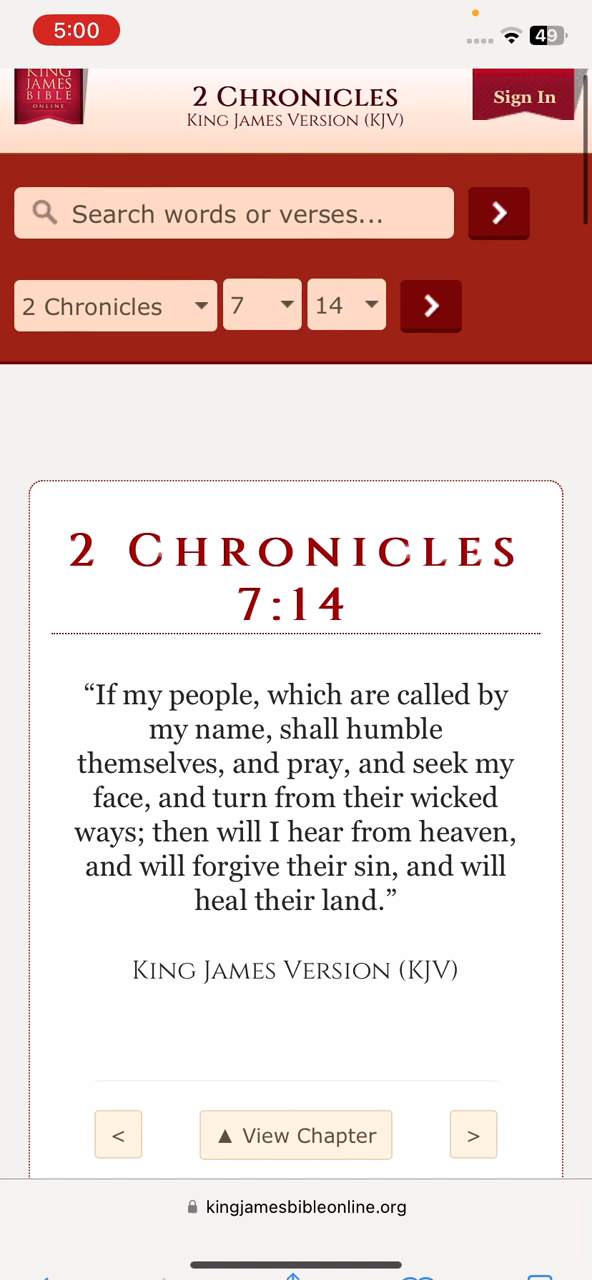 5:00
49
KING
JAMES
BIBLE
ONLINE
2 Chronicles
King James Version (KJV)
Sign In
Search words or verses...
2 Chronicles
7
14
2 Chronicles
7:14
“If my people, which are called by
my name, shall humble
themselves, and pray, and seek my
face, and turn from their wicked
ways; then will I hear from heaven,
and will forgive their sin, and will
heal their land.”
King James Version (KJV)
<
▲ View Chapter
>
kingjamesbibleonline.org